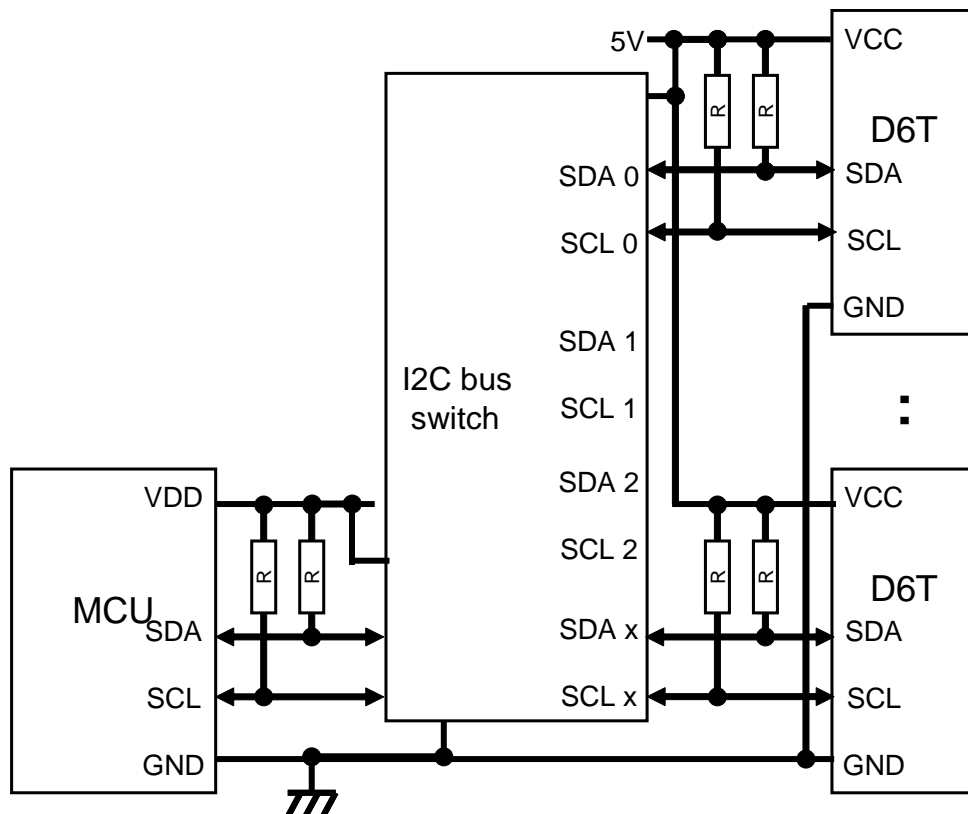 5V
VCC
R
R
D6T
SDA 0
SDA
SCL 0
SCL
GND
SDA 1
I2C bus
switch
SCL 1
:
VDD
SDA 2
VCC
R
R
SCL 2
R
R
MCU
D6T
SDA
SDA x
SDA
SCL
SCL x
SCL
GND
GND